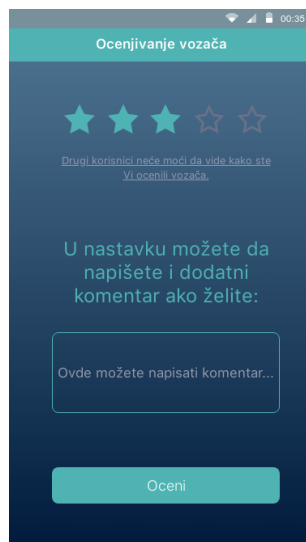 00:35
Ocenjivanje vozača
Drugi korisnici neće moći da vide kako ste
Vi ocenili vozača.
U nastavku možete da
napišete i dodatni
komentar ako želite:
Ovde možete napisati komentar...
Oceni